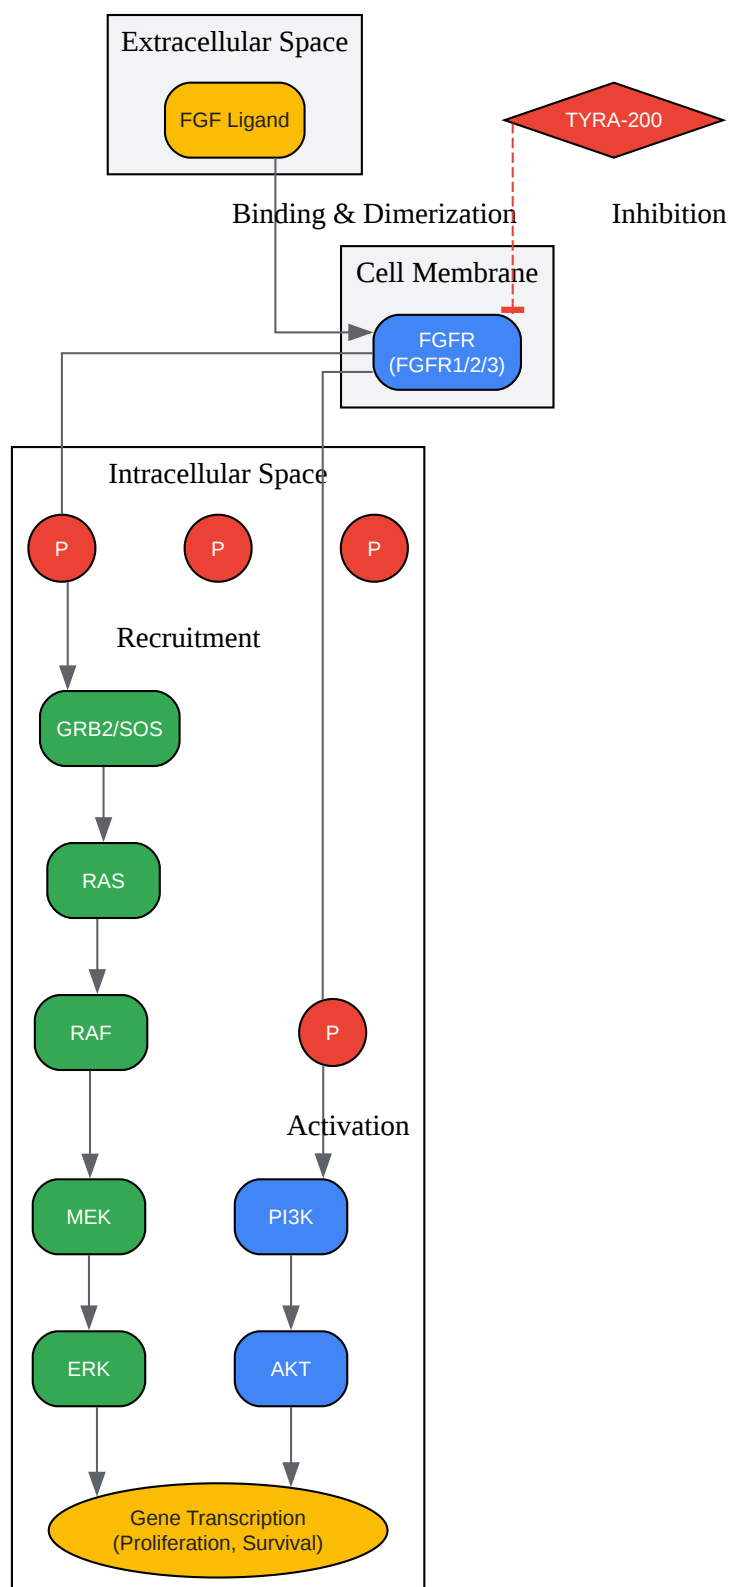 Extracellular Space
FGF Ligand
TYRA-200
Binding & Dimerization
Inhibition
Cell Membrane
FGFR
(FGFR1/2/3)
Intracellular Space
P
P
P
Recruitment
GRB2/SOS
RAS
RAF
P
Activation
MEK
PI3K
ERK
AKT
Gene Transcription
(Proliferation, Survival)